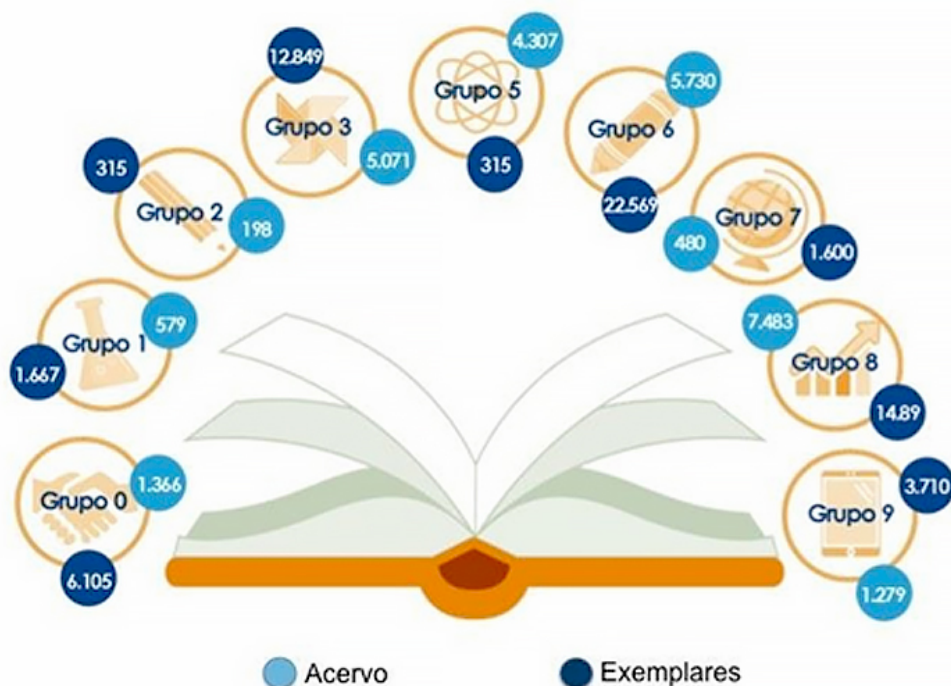 12.849
Grupo 3
5.071
4.307
Grupo 5
315
5.730
Grupo 6
22.569
315
Grupo 2
198
Grupo 7
480
1.600
579
Grupo 1
1.667
7.483
Grupo 8
14.89
1.366
Grupo 0
6.105
3.710
Grupo 9
1.279
Acervo
Exemplares